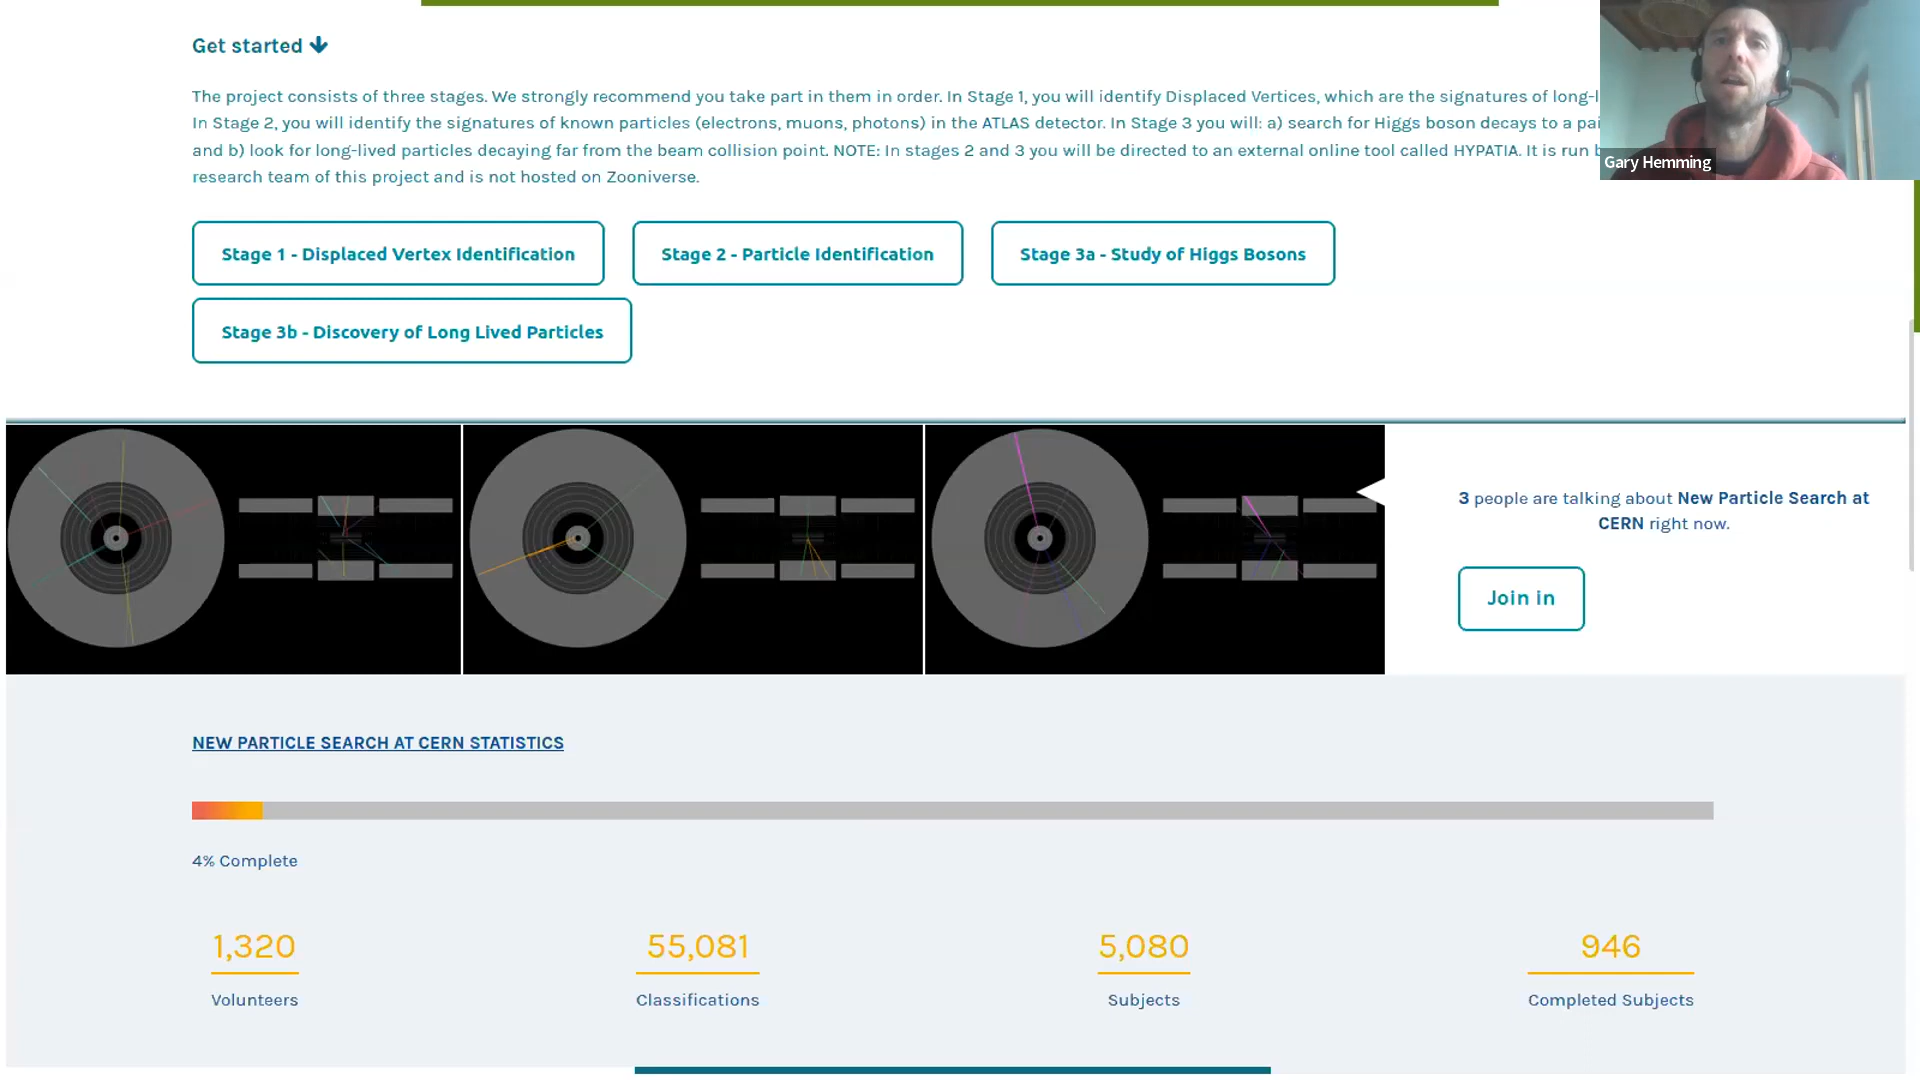 Get started
The project consists of three stages. We strongly recommend you take part in them in order. In Stage 1, you will identify Displaced Vertices, which are the signatures of long-l
In Stage 2, you will identify the signatures of known particles (electrons, muons, photons) in the ATLAS detector. In Stage 3 you will: a) search for Higgs boson decays to a pai
and b) look for long-lived particles decaying far from the beam collision point. NOTE: In stages 2 and 3 you will be directed to an external online tool called HYPATIA. It is run b
research team of this project and is not hosted on Zooniverse.
Gary Hemming
Stage 1 - Displaced Vertex Identification
Stage 2 - Particle Identification
Stage 3a - Study of Higgs Bosons
Stage 3b - Discovery of Long Lived Particles
3 people are talking about New Particle Search at
CERN right now.
Join in
NEW PARTICLE SEARCH AT CERN STATISTICS
4% Complete
1,320
Volunteers
55,081
Classifications
5,080
Subjects
946
Completed Subjects